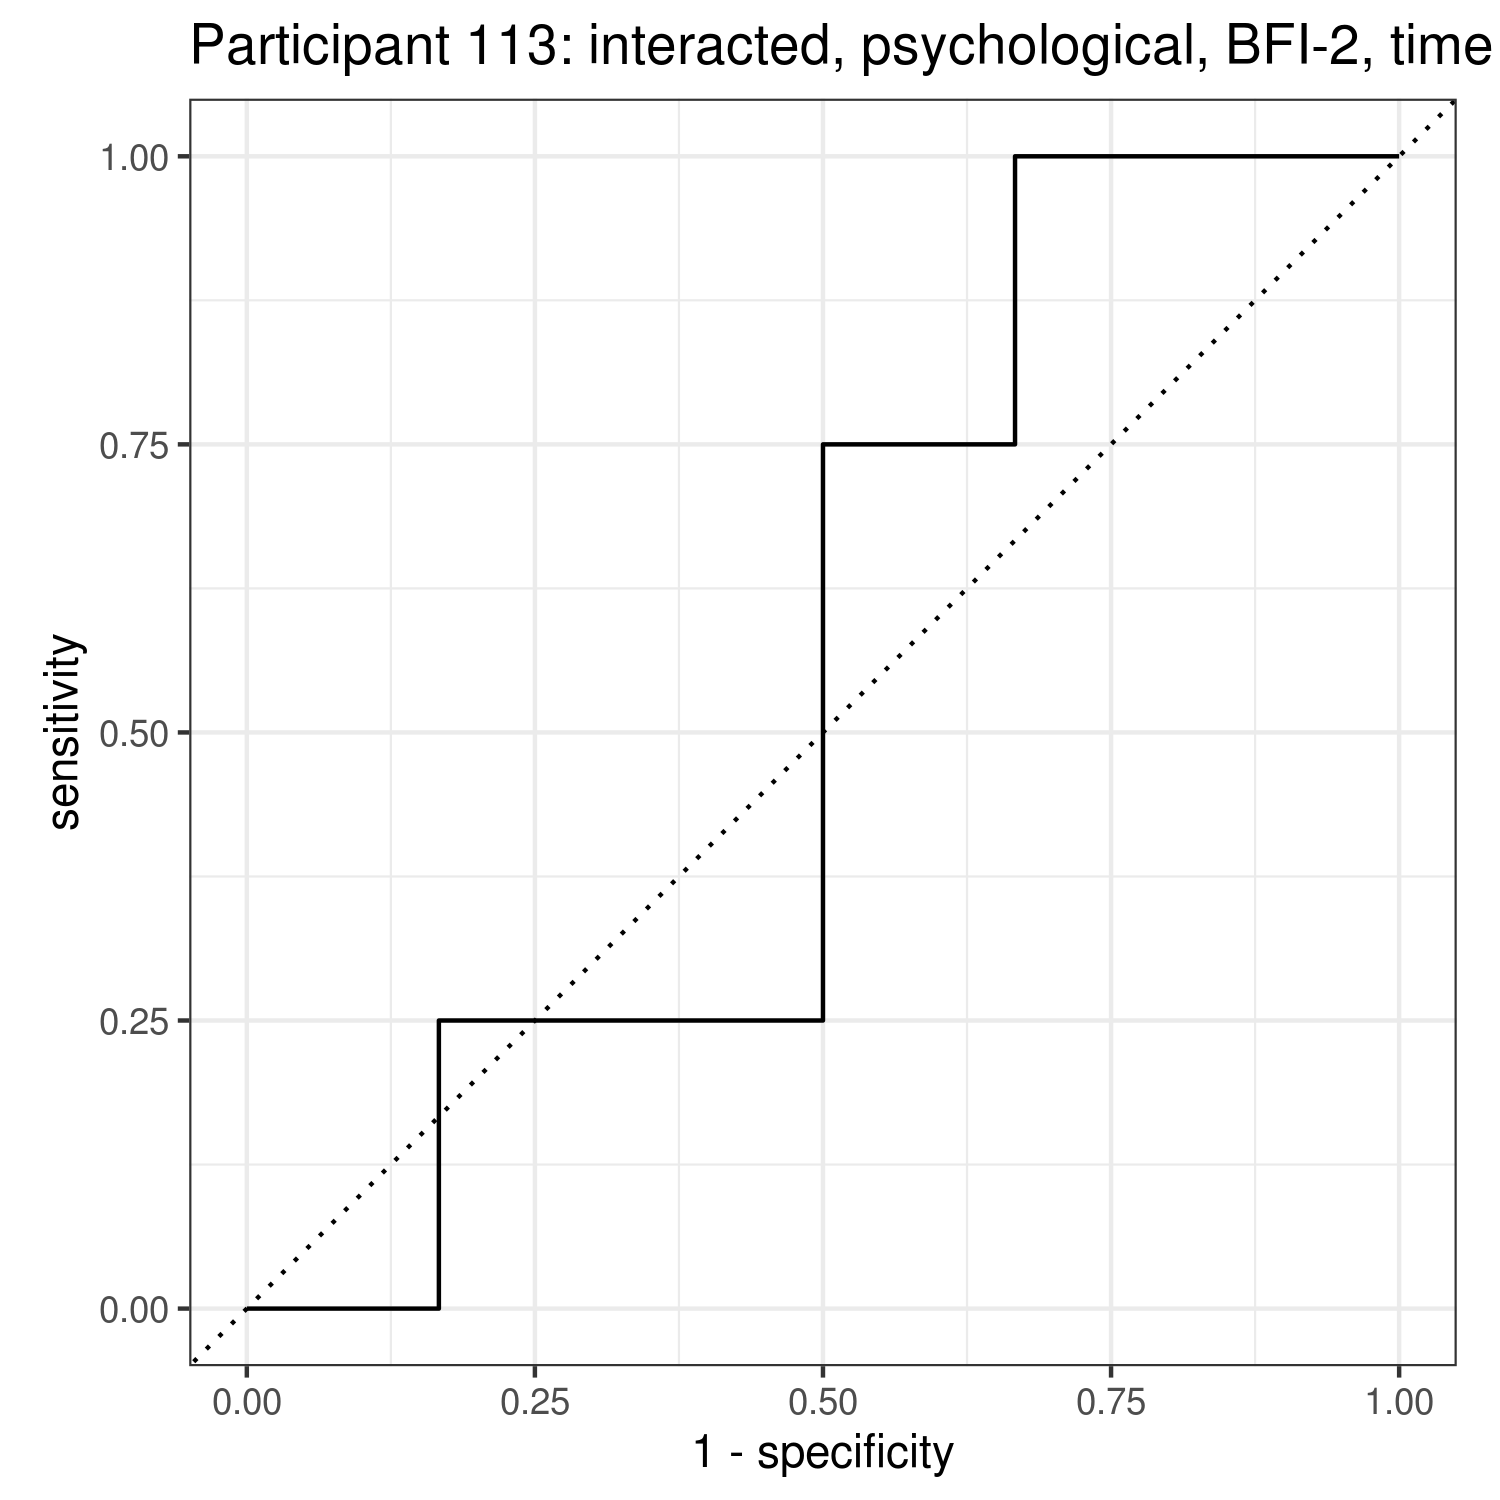 Participant 113: interacted, psychological, BFI-2, time
1.00
0.75
0.50
0.25
0.00
sensitivity
0.00 0.25 0.50 0.75 1.00
1 - specificity